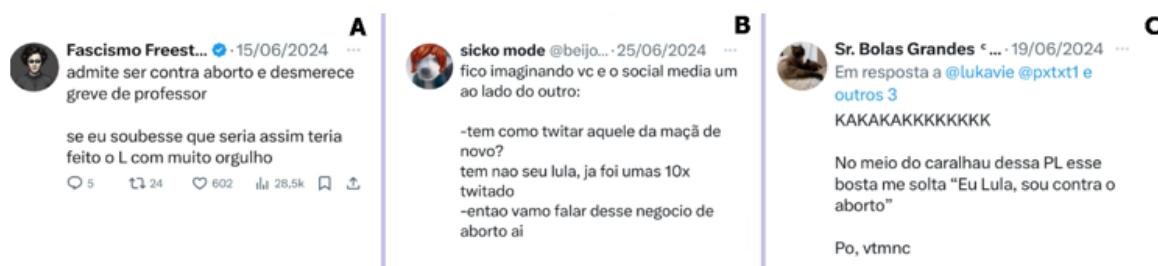 A
Fascismo Freest... · 15/06/2024 ...
admite ser contra aborto e desmerece
greve de professor
se eu soubesse que seria assim teria
feito o L com muito orgulho
5 24 602 28,5k
B
sicko mode @beijo... · 25/06/2024 ...
fico imaginando vc e o social media um
ao lado do outro:
-tem como twitar aquele da maçã de
novo?
tem nao seu lula, ja foi umas 10x
twitado
-entao vamo falar desse negocio de
aborto ai
C
Sr. Bolas Grandes ᶜ ... · 19/06/2024 ...
Em resposta a @lukavie @pxtxt1 e
outros 3
KAKAKAKKKKKKKK
No meio do caralhau dessa PL esse
bosta me solta “Eu Lula, sou contra o
aborto”
Po, vtmnc